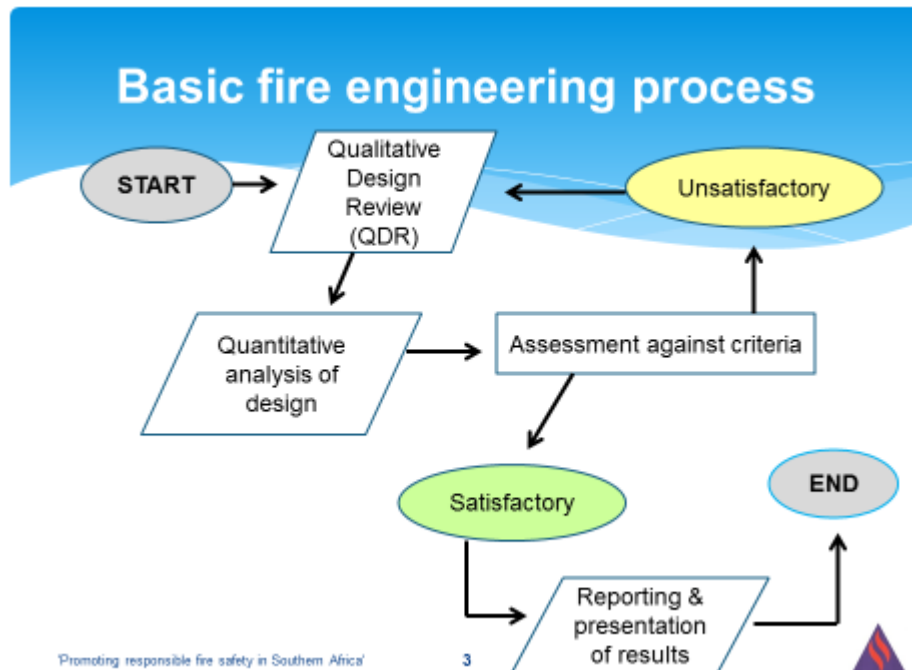 Basic fire engineering process
START
Qualitative
Design
Review
(QDR)
Unsatisfactory
Quantitative
analysis of
design
Assessment against criteria
Satisfactory
END
Reporting &
presentation
of results
'Promoting responsible fire safety in Southern Africa'
3